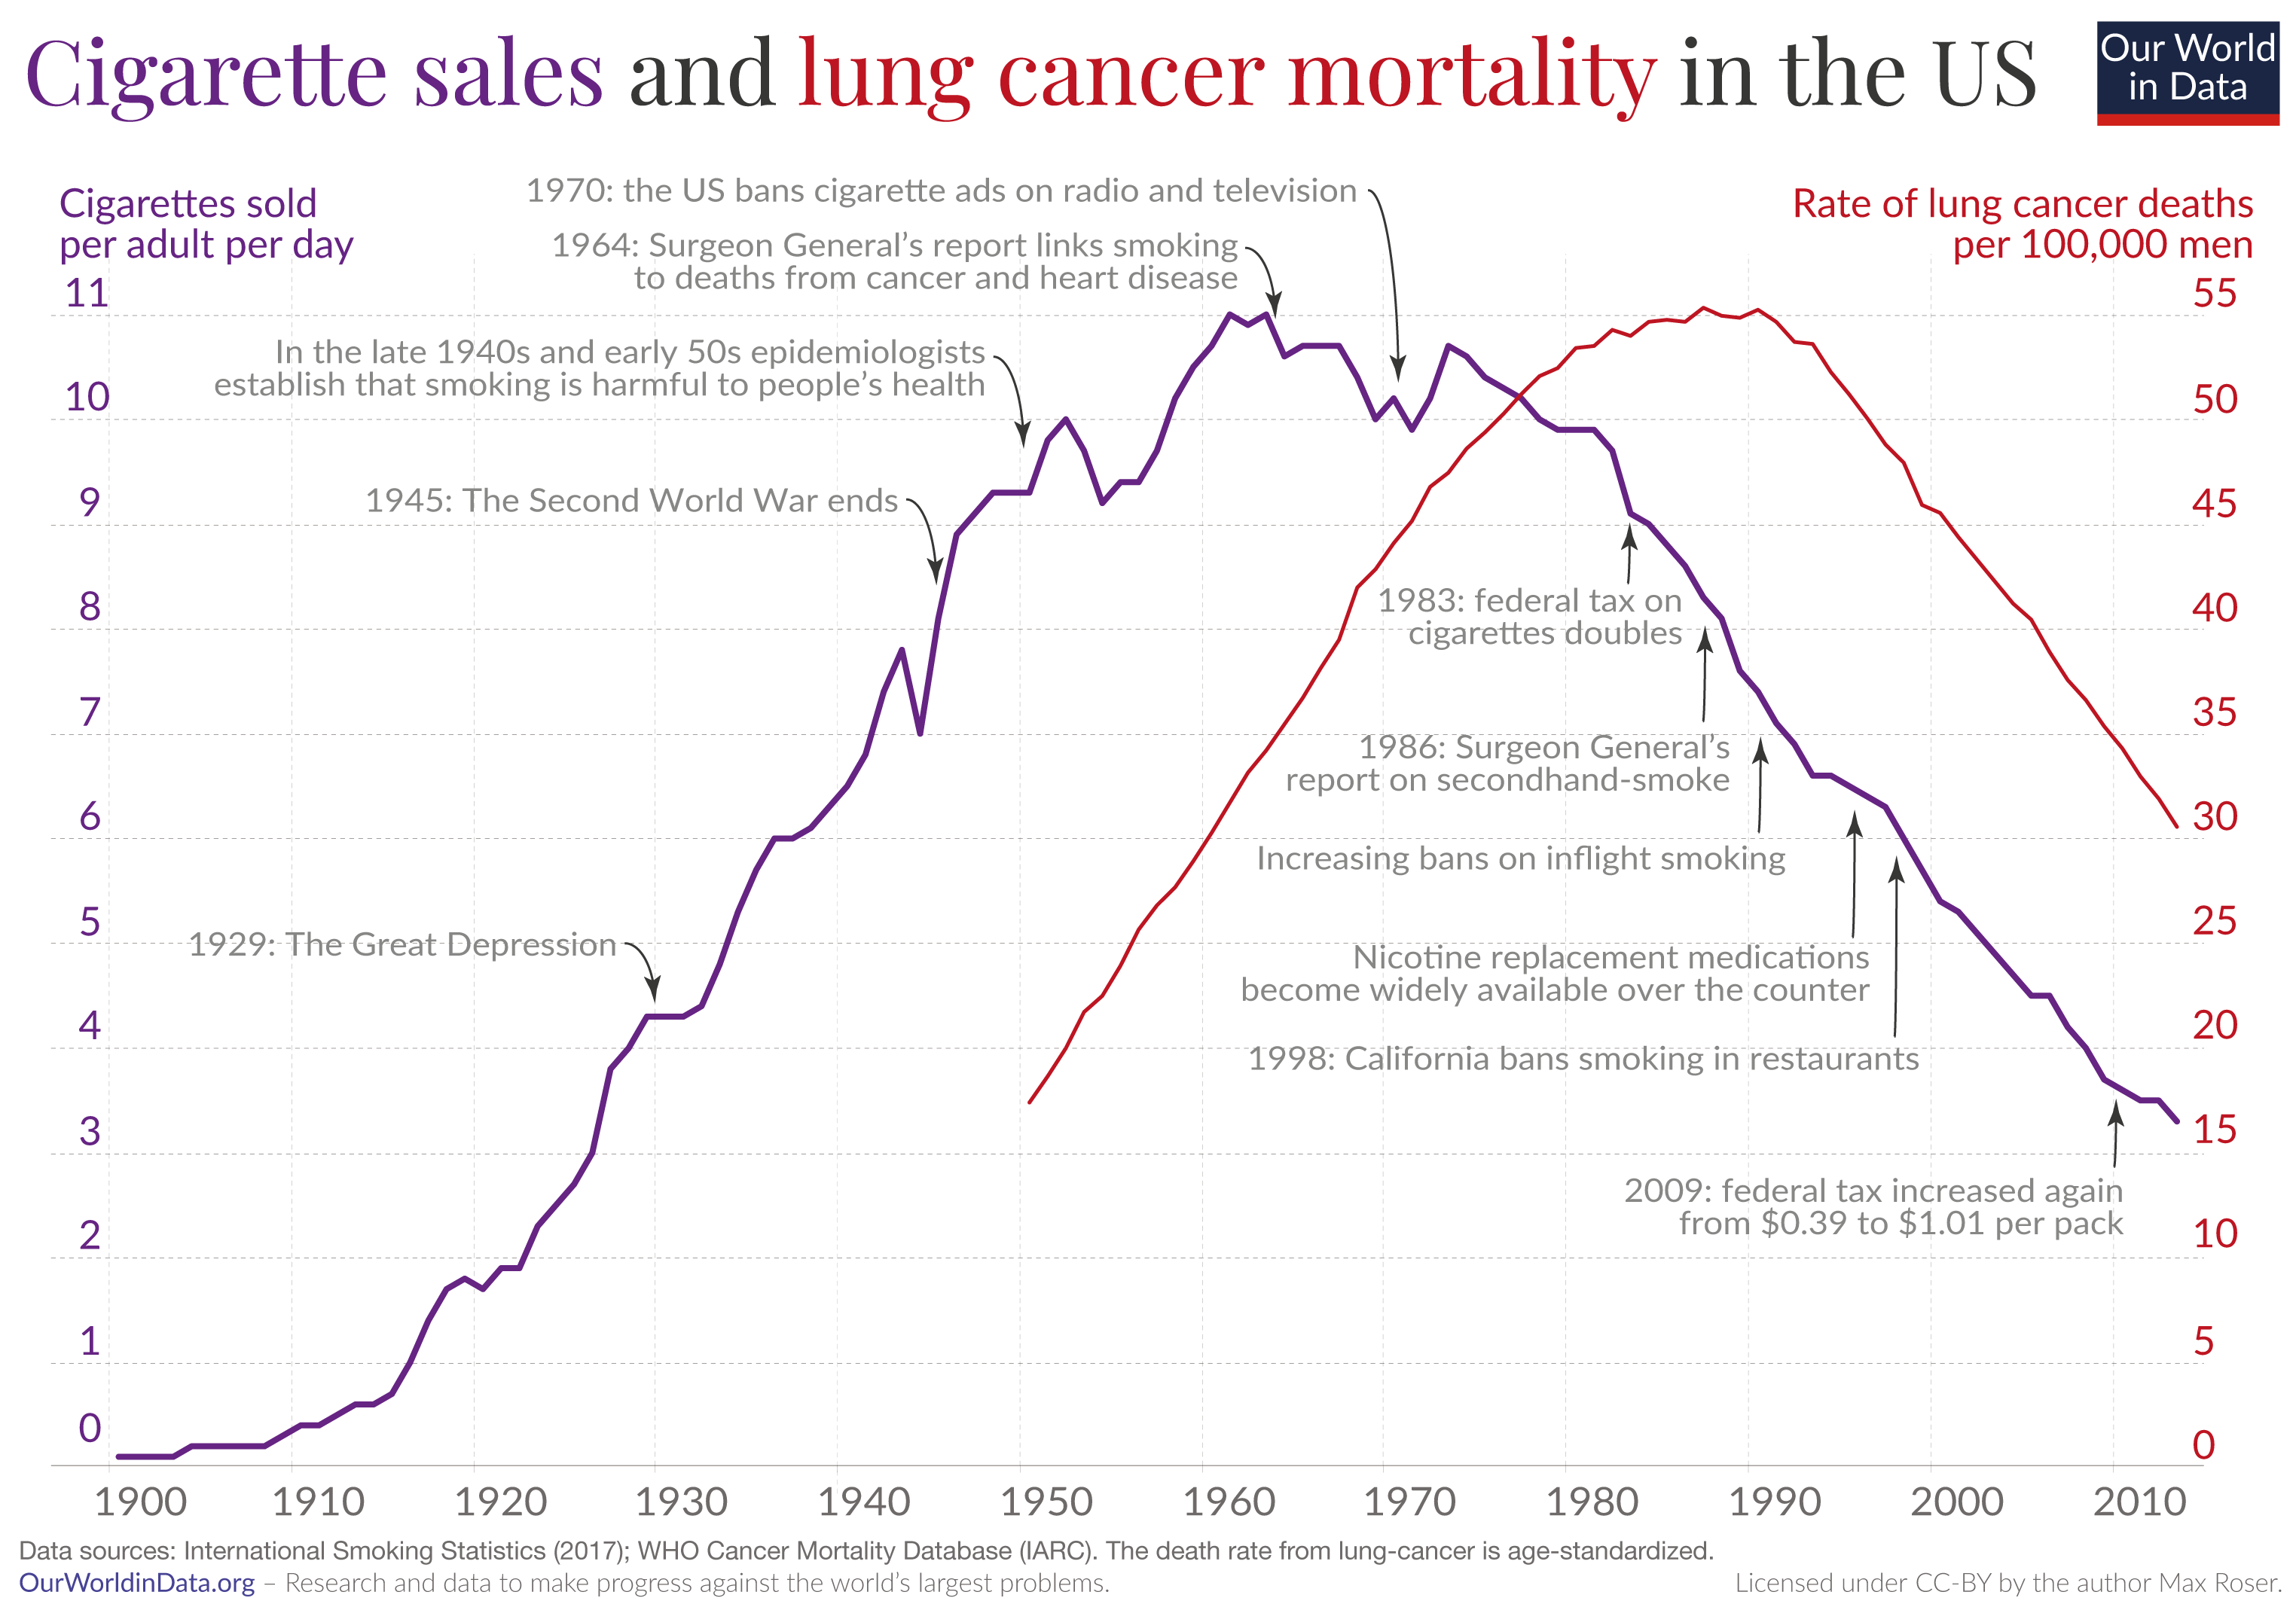 Cigarette sales and lung cancer mortality in the US
Our World
in Data
Cigarettes sold
per adult per day
Rate of lung cancer deaths
per 100,000 men
1970: the US bans cigarette ads on radio and television
1964: Surgeon General's report links smoking
to deaths from cancer and heart disease
In the late 1940s and early 50s epidemiologists
establish that smoking is harmful to people's health
1945: The Second World War ends
1929: The Great Depression
1983: federal tax on
cigarettes doubles
1986: Surgeon General's
report on secondhand-smoke
Increasing bans on inflight smoking
Nicotine replacement medications
become widely available over the counter
1998: California bans smoking in restaurants
2009: federal tax increased again
from $0.39 to $1.01 per pack
11
10
9
8
7
6
5
4
3
2
1
0
55
50
45
40
35
30
25
20
15
10
5
0
1900 1910 1920 1930 1940 1950 1960 1970 1980 1990 2000 2010
Data sources: International Smoking Statistics (2017); WHO Cancer Mortality Database (IARC). The death rate from lung-cancer is age-standardized.
OurWorldinData.org – Research and data to make progress against the world's largest problems.
Licensed under CC-BY by the author Max Roser.